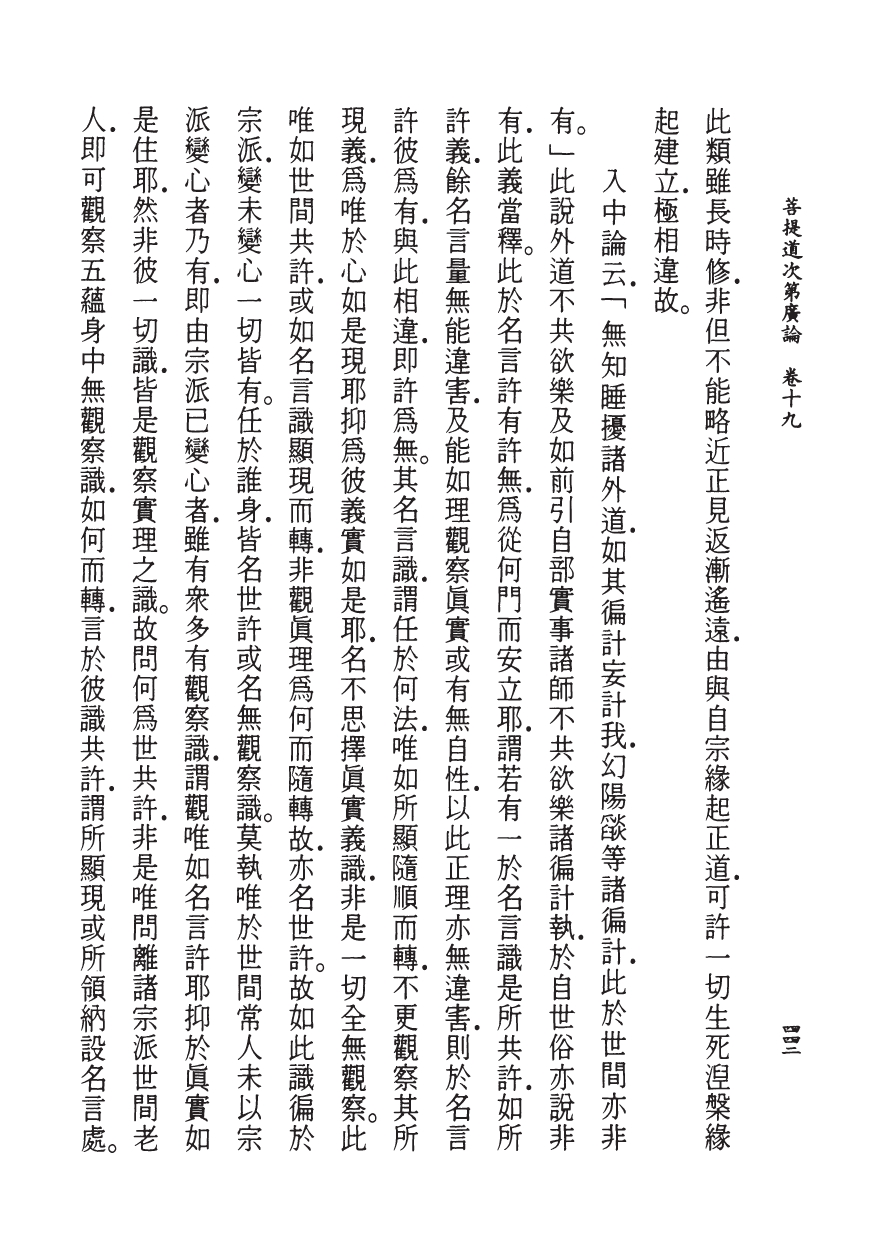 菩提道次第廣論　卷十九
四四三
此類雖長時修．非但不能略近正見返漸遙遠．由與自宗緣起正道．可許一切生死涅槃緣
起建立．極相違故。
入中論云．「無知睡擾諸外道．如其徧計妄計我．幻陽燄等諸徧計．此於世間亦非
有。」此說外道不共欲樂及如前引自部實事諸師不共欲樂諸徧計執．於自世俗亦說非
有．此義當釋。此於名言許有許無．爲從何門而安立耶．謂若有一於名言識是所共許．如所
許義．餘名言量無能違害．及能如理觀察眞實或有無自性．以此正理亦無違害．則於名言
許彼爲有．與此相違．即許爲無。其名言識．謂任於何法．唯如所顯隨順而轉．不更觀察其所
現義．爲唯於心如是現耶抑爲彼義實如是耶．名不思擇眞實義識．非是一切全無觀察。此
唯如世間共許．或如名言識顯現而轉．非觀眞理爲何而隨轉故．亦名世許。故如此識徧於
宗派．變未變心一切皆有。任於誰身．皆名世許或名無觀察識。莫執唯於世間常人未以宗
派變心者乃有．即由宗派已變心者．雖有衆多有觀察識．謂觀唯如名言許耶抑於眞實如
是住耶．然非彼一切識．皆是觀察實理之識。故問何爲世共許．非是唯問離諸宗派世間老
人．即可觀察五蘊身中無觀察識．如何而轉．言於彼識共許．謂所顯現或所領納設名言處。